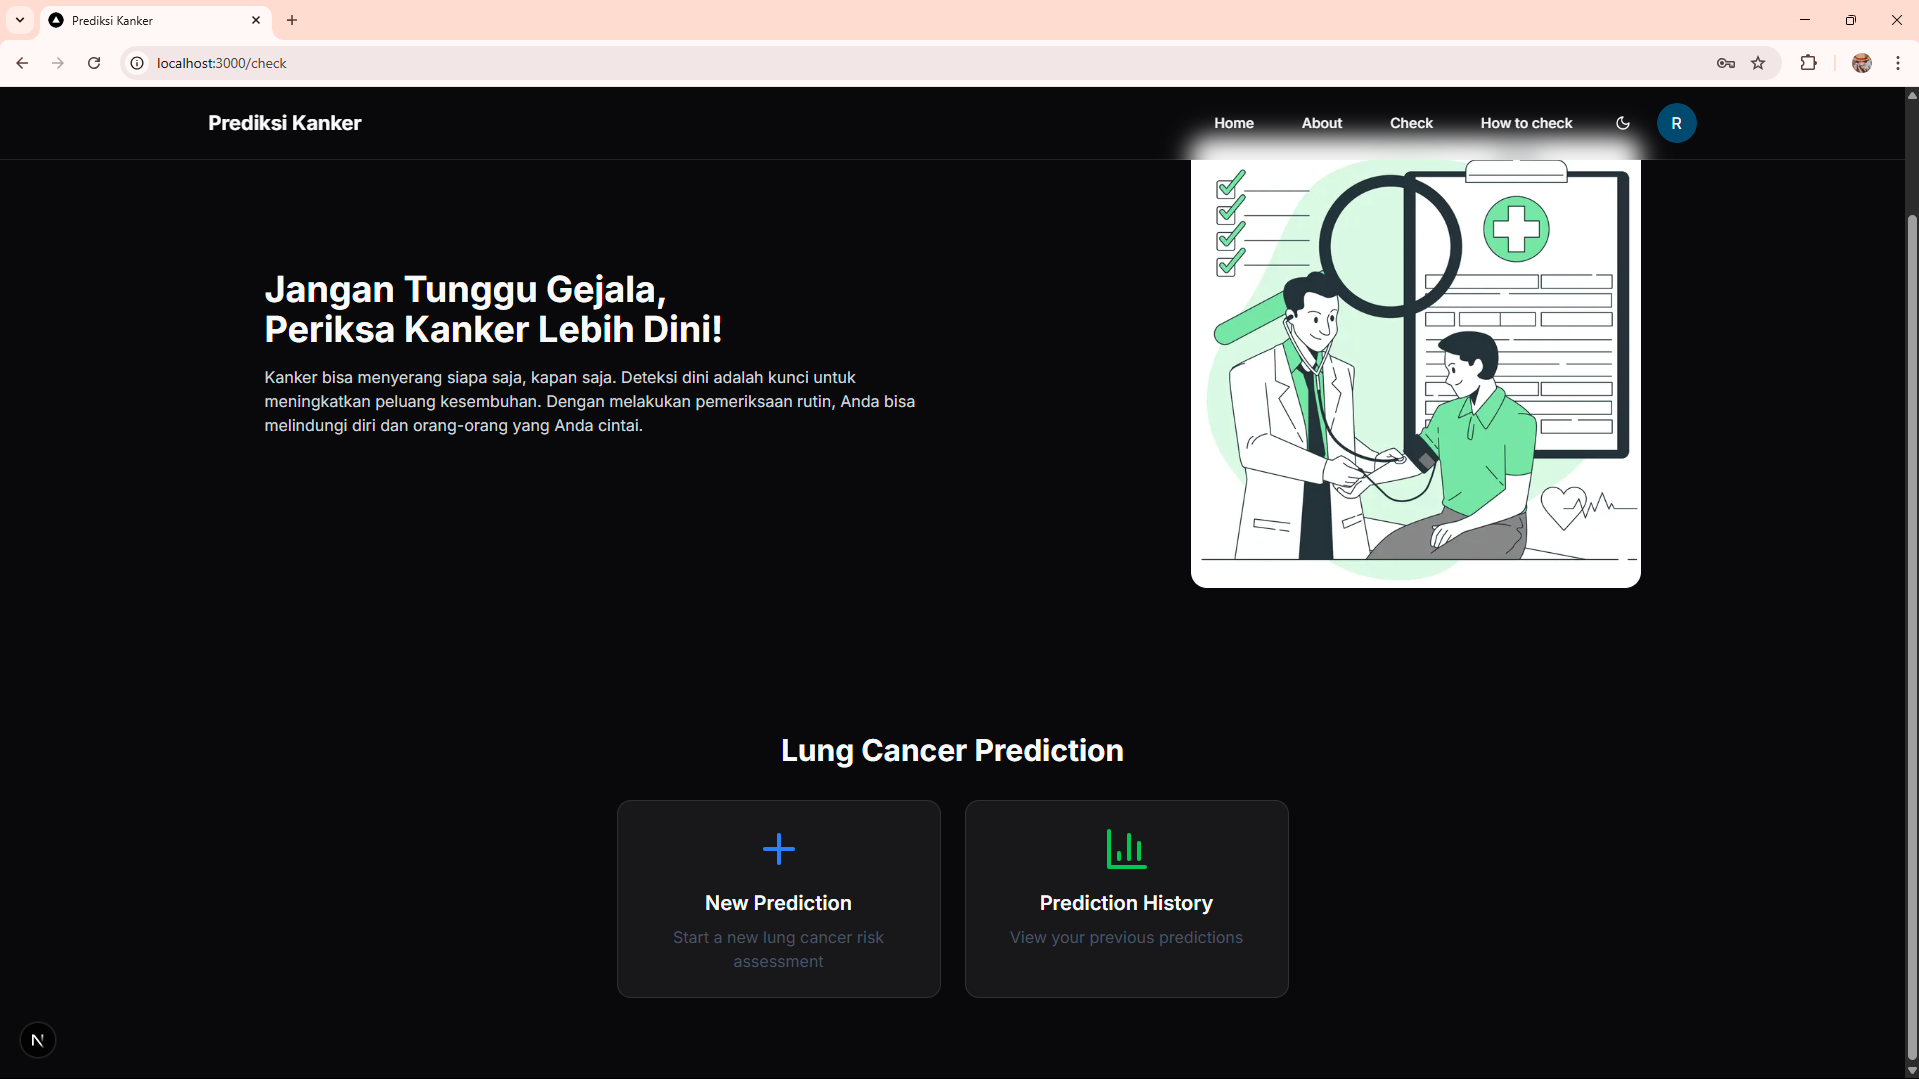 Prediksi Kanker
localhost:3000/check
Prediksi Kanker
Home
About
Check
How to check
R
Jangan Tunggu Gejala,
Periksa Kanker Lebih Dini!
Kanker bisa menyerang siapa saja, kapan saja. Deteksi dini adalah kunci untuk
meningkatkan peluang kesembuhan. Dengan melakukan pemeriksaan rutin, Anda bisa
melindungi diri dan orang-orang yang Anda cintai.
Lung Cancer Prediction
New Prediction
Start a new lung cancer risk
assessment
Prediction History
View your previous predictions
N